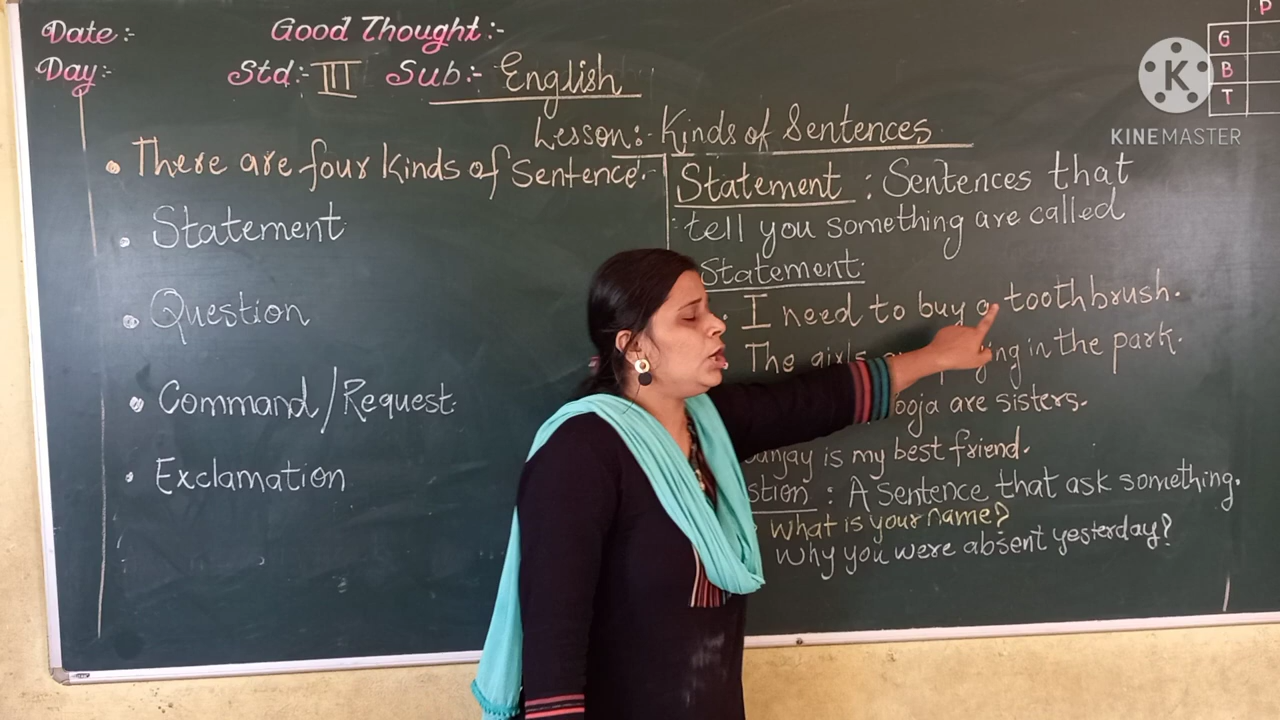 Date:-
Good Thought:-
Day:-
Std:- III Sub:- English
P
G
B
T
K
KINEMASTER
Lesson:- Kinds of Sentences
There are four Kinds of Sentence:-
Statement
Question
Command/Request
Exclamation
Statement : Sentences that
tell you something are called
Statement.
I need to buy a toothbrush.
The girls in the park.
are sisters.
is my best friend.
: A Sentence that ask something.
What is your name?
Why you were absent yesterday?